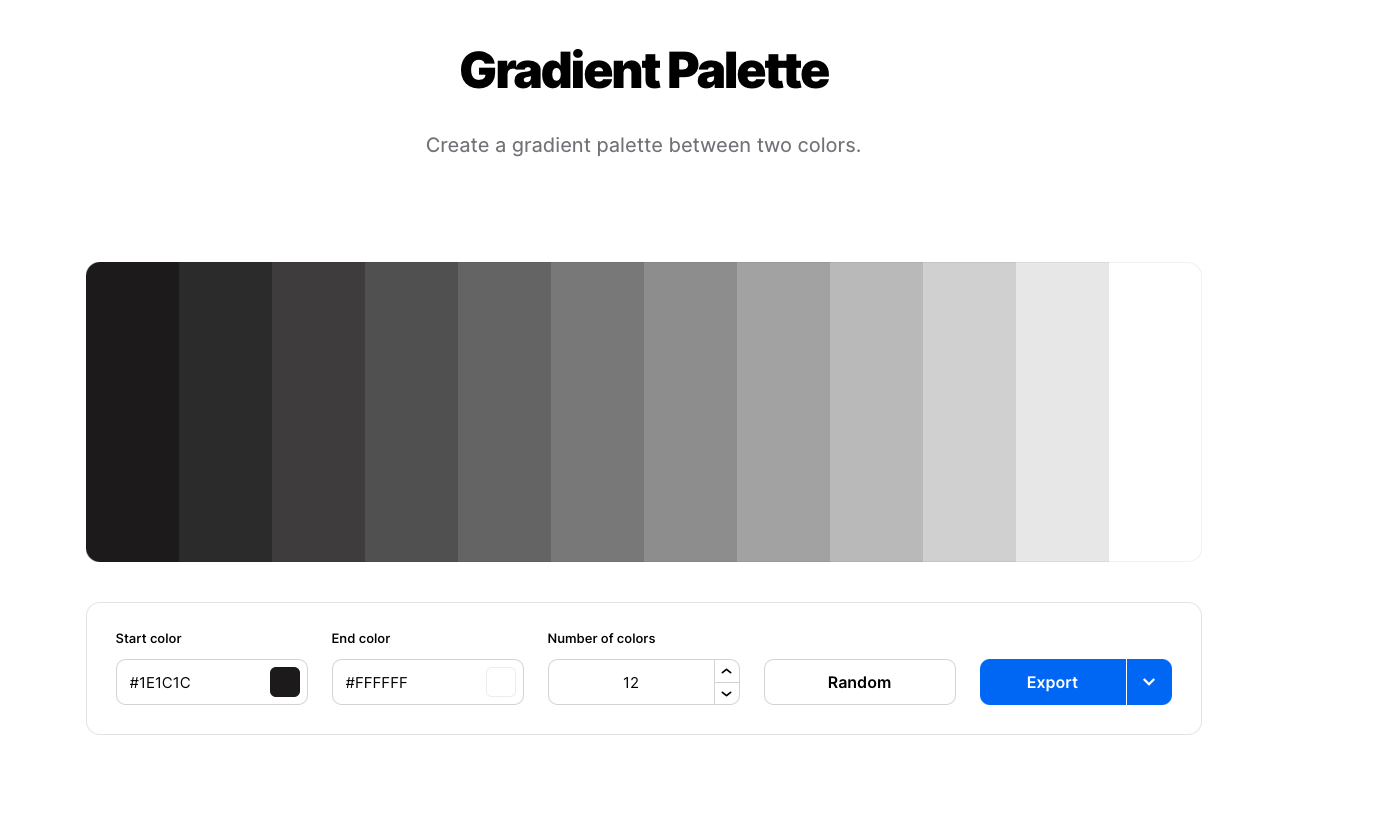 Gradient Palette
Create a gradient palette between two colors.
Start color
End color
Number of colors
#1E1C1C
#FFFFFF
12
Random
Export